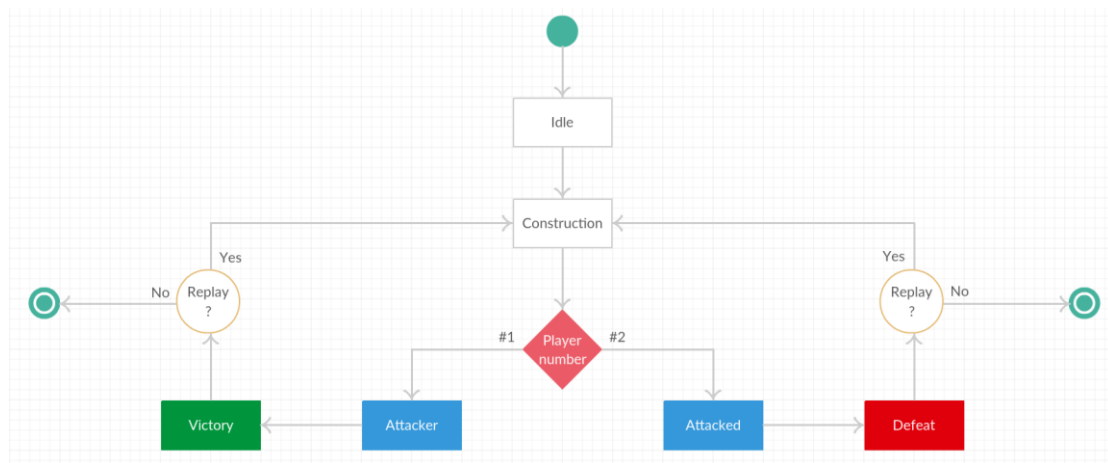 Idle
Construction
Yes
Yes
No
Replay
?
Replay
?
No
#1
Player
number
#2
Victory
Attacker
Attacked
Defeat